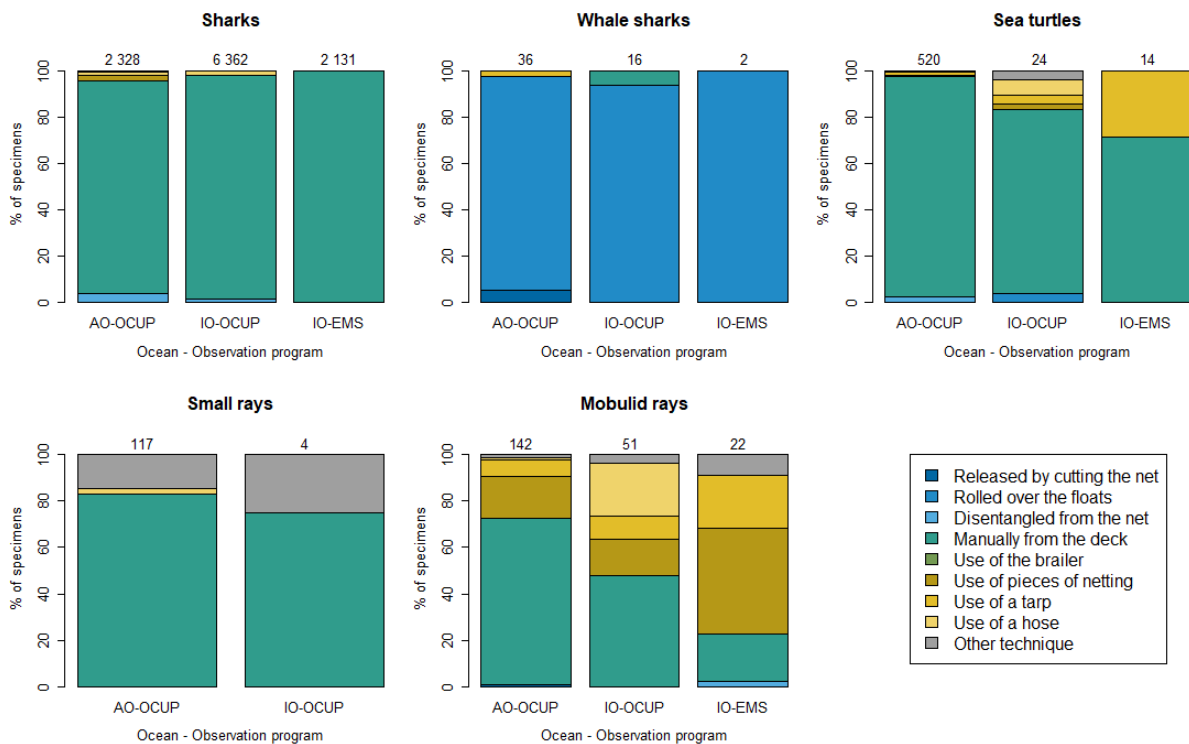 Sharks
2 328 6 362 2 131
100
80
60
40
20
0
% of specimens
AO-OCUP IO-OCUP IO-EMS
Ocean - Observation program
Whale sharks
36 16 2
100
80
60
40
20
0
% of specimens
AO-OCUP IO-OCUP IO-EMS
Ocean - Observation program
Sea turtles
520 24 14
100
80
60
40
20
0
% of specimens
AO-OCUP IO-OCUP IO-EMS
Ocean - Observation program
Small rays
117 4
100
80
60
40
20
0
% of specimens
AO-OCUP IO-OCUP
Ocean - Observation program
Mobulid rays
142 51 22
100
80
60
40
20
0
% of specimens
AO-OCUP IO-OCUP IO-EMS
Ocean - Observation program
Released by cutting the net
Rolled over the floats
Disentangled from the net
Manually from the deck
Use of the brailer
Use of pieces of netting
Use of a tarp
Use of a hose
Other technique